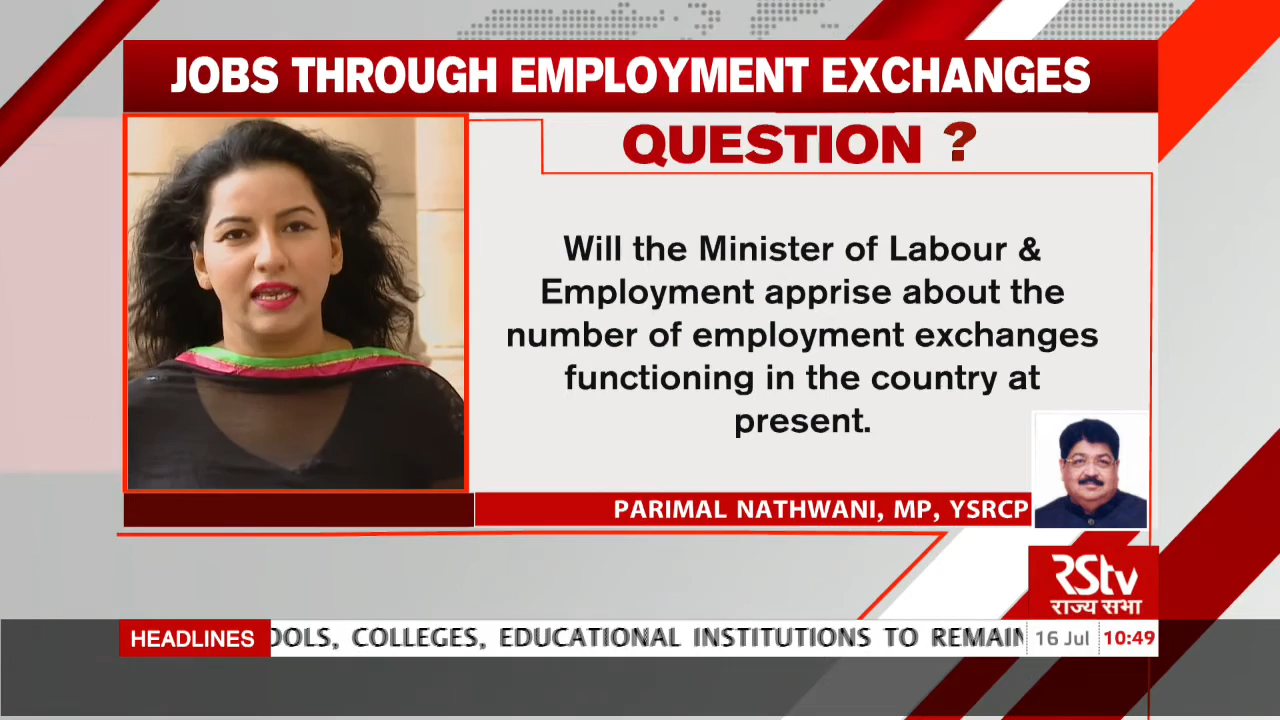 JOBS THROUGH EMPLOYMENT EXCHANGES
QUESTION ?
Will the Minister of Labour &
Employment apprise about the
number of employment exchanges
functioning in the country at
present.
PARIMAL NATHWANI, MP, YSRCP
RStv
राज्य सभा
HEADLINES OOLS, COLLEGES, EDUCATIONAL INSTITUTIONS TO REMAIN 16 Jul 10:49